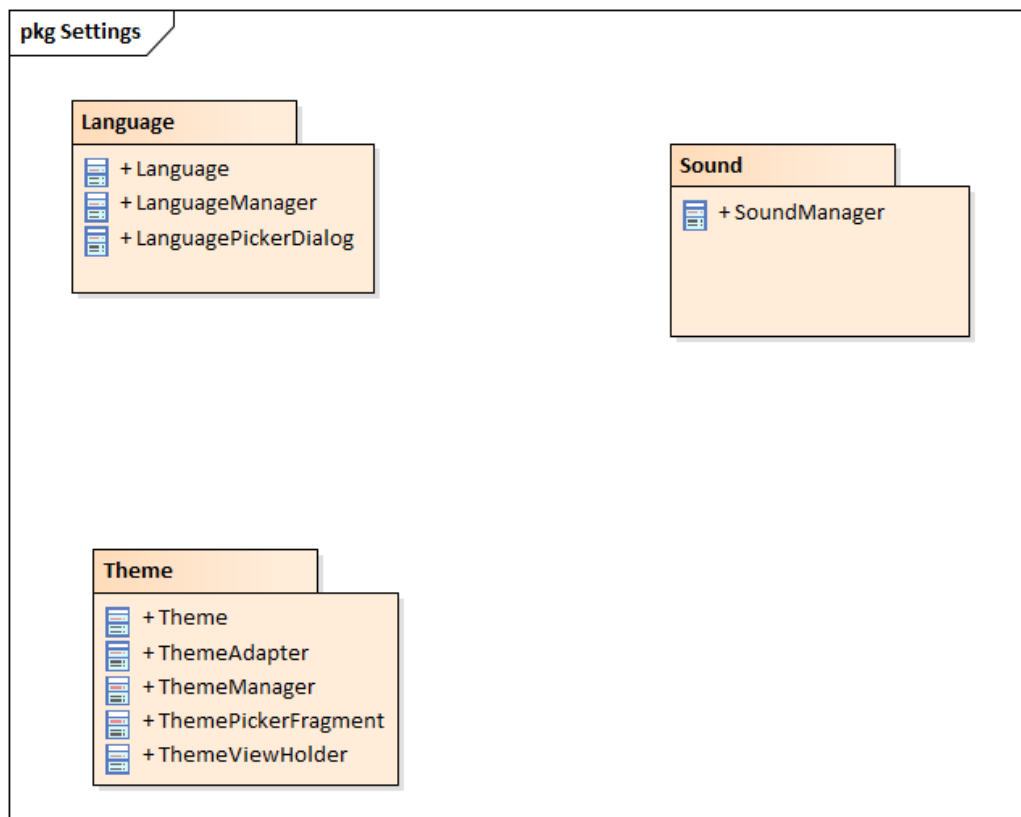 pkg Settings
Language
+ Language
+ LanguageManager
+ LanguagePickerDialog
Sound
+ SoundManager
Theme
+ Theme
+ ThemeAdapter
+ ThemeManager
+ ThemePickerFragment
+ ThemeViewHolder